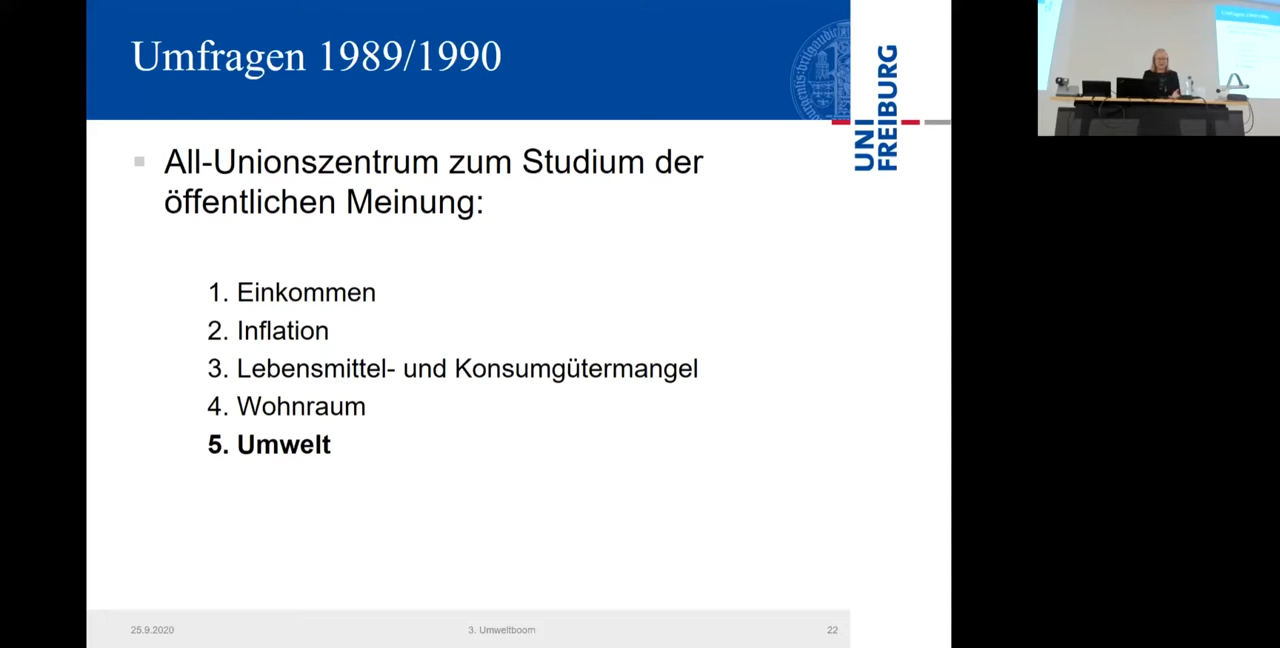 Umfragen 1989/1990
UNI
FREIBURG
All-Unionszentrum zum Studium der
öffentlichen Meinung:
1. Einkommen
2. Inflation
3. Lebensmittel- und Konsumgütermangel
4. Wohnraum
5. Umwelt
25.9.2020
3. Umweltboom
22